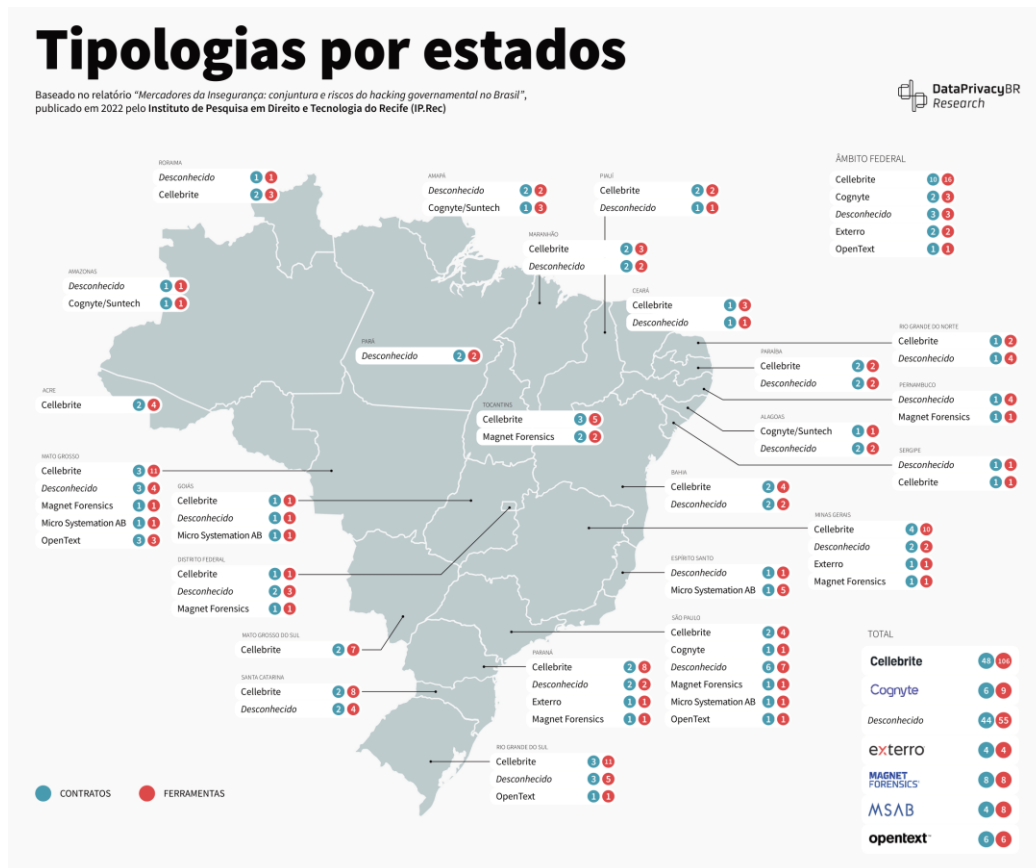 Tipologias por estados
Baseado no relatório “Mercadores da Insegurança: conjuntura e riscos do hacking governamental no Brasil”,
publicado em 2022 pelo Instituto de Pesquisa em Direito e Tecnologia do Recife (IP.Rec)
DataPrivacyBR
Research
RORAIMA
Desconhecido 1 1
Cellebrite 2 3
AMAPÁ
Desconhecido 2 2
Cognyte/Suntech 1 3
PIAUÍ
Cellebrite 2 2
Desconhecido 1 1
ÂMBITO FEDERAL
Cellebrite 10 16
Cognyte 2 3
Desconhecido 3 3
Exterro 2 2
OpenText 1 1
MARANHÃO
Cellebrite 2 3
Desconhecido 2 2
AMAZONAS
Desconhecido 1 1
Cognyte/Suntech 1 1
CEARÁ
Cellebrite 1 3
Desconhecido 1 1
RIO GRANDE DO NORTE
Cellebrite 1 2
Desconhecido 1 4
PARÁ
Desconhecido 2 2
PARAÍBA
Cellebrite 2 2
Desconhecido 2 2
PERNAMBUCO
Desconhecido 1 4
Magnet Forensics 1 1
ACRE
Cellebrite 2 4
TOCANTINS
Cellebrite 3 5
Magnet Forensics 2 2
ALAGOAS
Cognyte/Suntech 1 1
Desconhecido 2 2
SERGIPE
Desconhecido 1 1
Cellebrite 1 1
MATO GROSSO
Cellebrite 3 11
Desconhecido 3 4
Magnet Forensics 1 1
Micro Systemation AB 1 1
OpenText 3 3
GOIÁS
Cellebrite 1 1
Desconhecido 1 1
Micro Systemation AB 1 1
BAHIA
Cellebrite 2 4
Desconhecido 2 2
MINAS GERAIS
Cellebrite 4 10
Desconhecido 2 2
Exterro 1 1
Magnet Forensics 1 1
DISTRITO FEDERAL
Cellebrite 1 1
Desconhecido 2 3
Magnet Forensics 1 1
ESPÍRITO SANTO
Desconhecido 1 1
Micro Systemation AB 1 5
MATO GROSSO DO SUL
Cellebrite 2 7
SÃO PAULO
Cellebrite 2 4
Cognyte 1 1
Desconhecido 6 7
Magnet Forensics 1 1
Micro Systemation AB 1 1
OpenText 1 1
PARANÁ
Cellebrite 2 8
Desconhecido 2 2
Exterro 1 1
Magnet Forensics 1 1
SANTA CATARINA
Cellebrite 2 8
Desconhecido 2 4
RIO GRANDE DO SUL
Cellebrite 3 11
Desconhecido 3 5
OpenText 1 1
TOTAL
Cellebrite 48 106
Cognyte 6 9
Desconhecido 44 55
exterro 4 4
MAGNET FORENSICS 8 8
MSAB 4 8
opentext 6 6
CONTRATOS
FERRAMENTAS